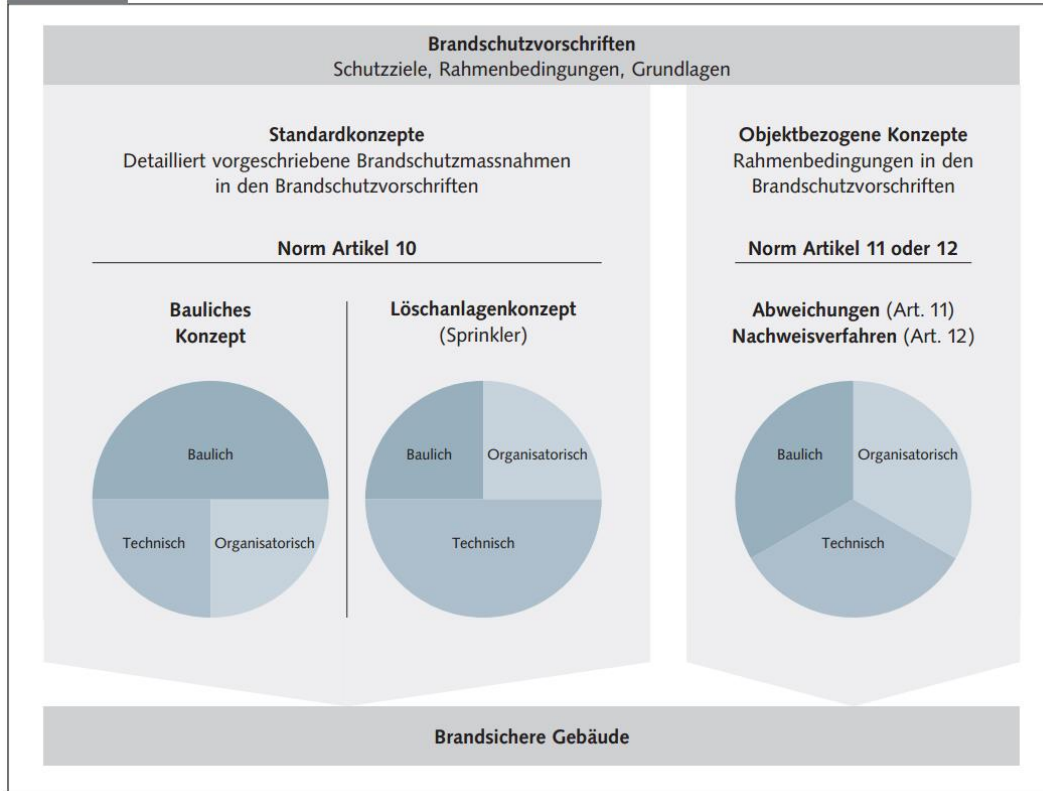 Brandschutzvorschriften
Schutzziele, Rahmenbedingungen, Grundlagen
Standardkonzepte
Detailliert vorgeschriebene Brandschutzmassnahmen
in den Brandschutzvorschriften
Norm Artikel 10
Bauliches
Konzept
Baulich
Technisch
Organisatorisch
Löschanlagenkonzept
(Sprinkler)
Baulich
Organisatorisch
Technisch
Objektbezogene Konzepte
Rahmenbedingungen in den
Brandschutzvorschriften
Norm Artikel 11 oder 12
Abweichungen (Art. 11)
Nachweisverfahren (Art. 12)
Baulich
Organisatorisch
Technisch
Brandsichere Gebäude